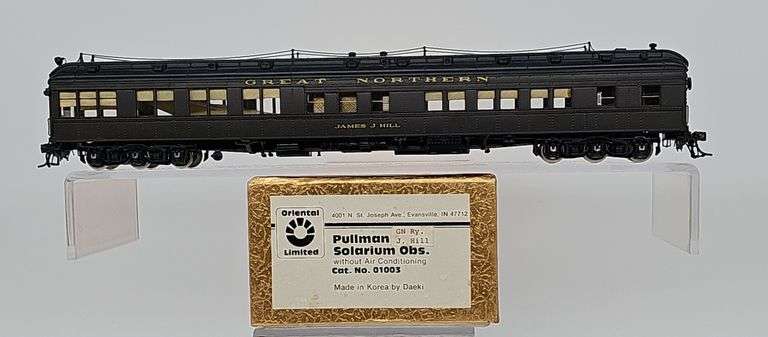 GREAT NORTHERN
JAMES J HILL
Oriental
Limited
4001 N. St. Joseph Ave., Evansville, IN 47712
Pullman GN Ry.
Solarium Obs. J. Hill
without Air Conditioning
Cat. No. 01003
Made in Korea by Daeki